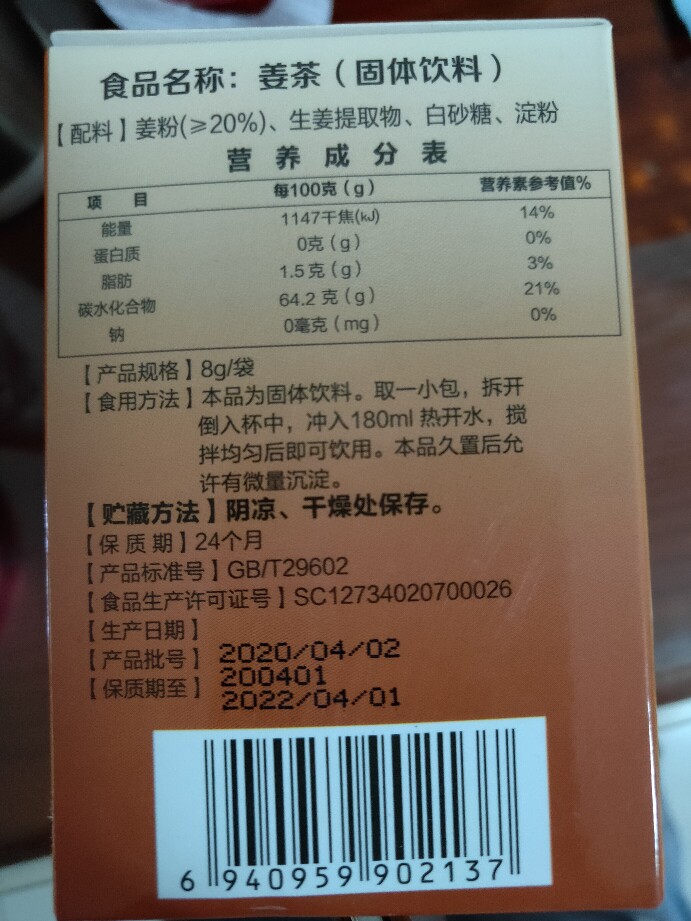 食品名称：姜茶（固体饮料）
【配料】姜粉(≥20%)、生姜提取物、白砂糖、淀粉
营养成分表
项目 每100克（g） 营养素参考值%
能量 1147千焦(kJ) 14%
蛋白质 0克（g） 0%
脂肪 1.5克（g） 3%
碳水化合物 64.2 克（g） 21%
钠 0毫克（mg） 0%
【产品规格】8g/袋
【食用方法】本品为固体饮料。取一小包，拆开
倒入杯中，冲入180ml 热开水，搅
拌均匀后即可饮用。本品久置后允
许有微量沉淀。
【贮藏方法】阴凉、干燥处保存。
【保质期】24个月
【产品标准号】GB/T29602
【食品生产许可证号】SC12734020700026
【生产日期】 2020/04/02
【产品批号】 200401
【保质期至】 2022/04/01
6 940959 902137